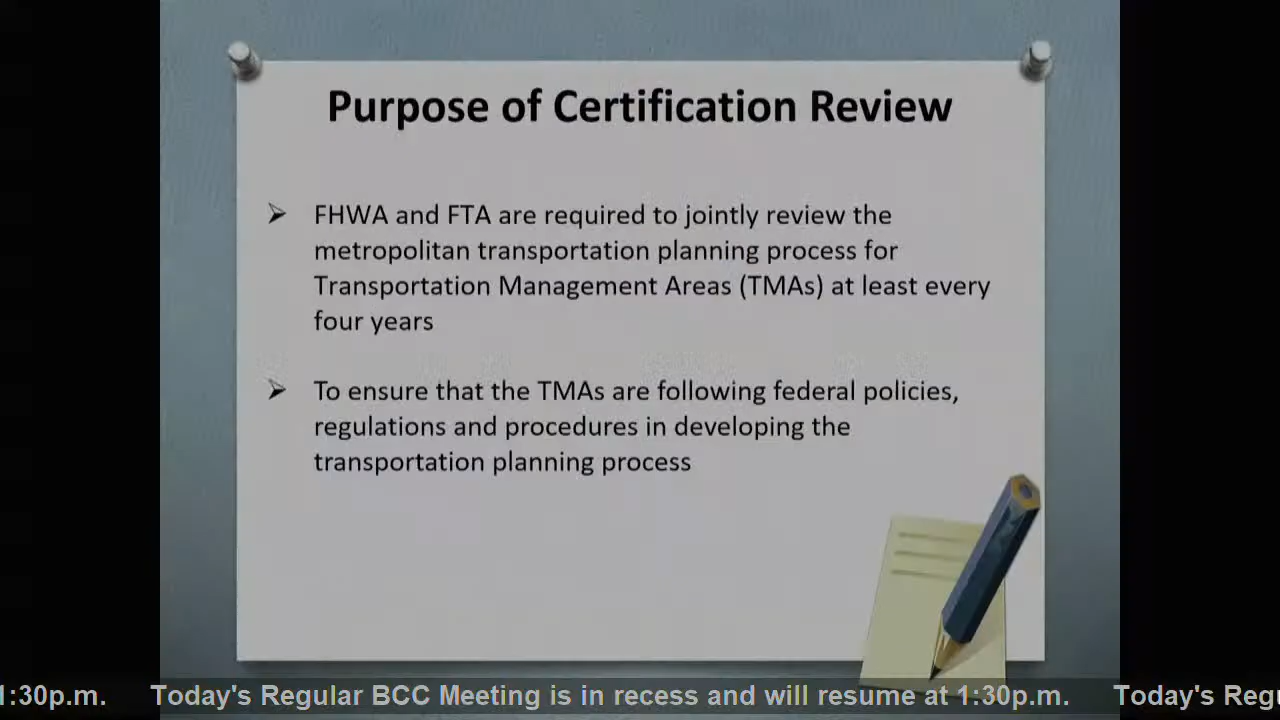 Purpose of Certification Review
FHWA and FTA are required to jointly review the
metropolitan transportation planning process for
Transportation Management Areas (TMAs) at least every
four years
To ensure that the TMAs are following federal policies,
regulations and procedures in developing the
transportation planning process
1:30p.m. Today's Regular BCC Meeting is in recess and will resume at 1:30p.m. Today's Regu